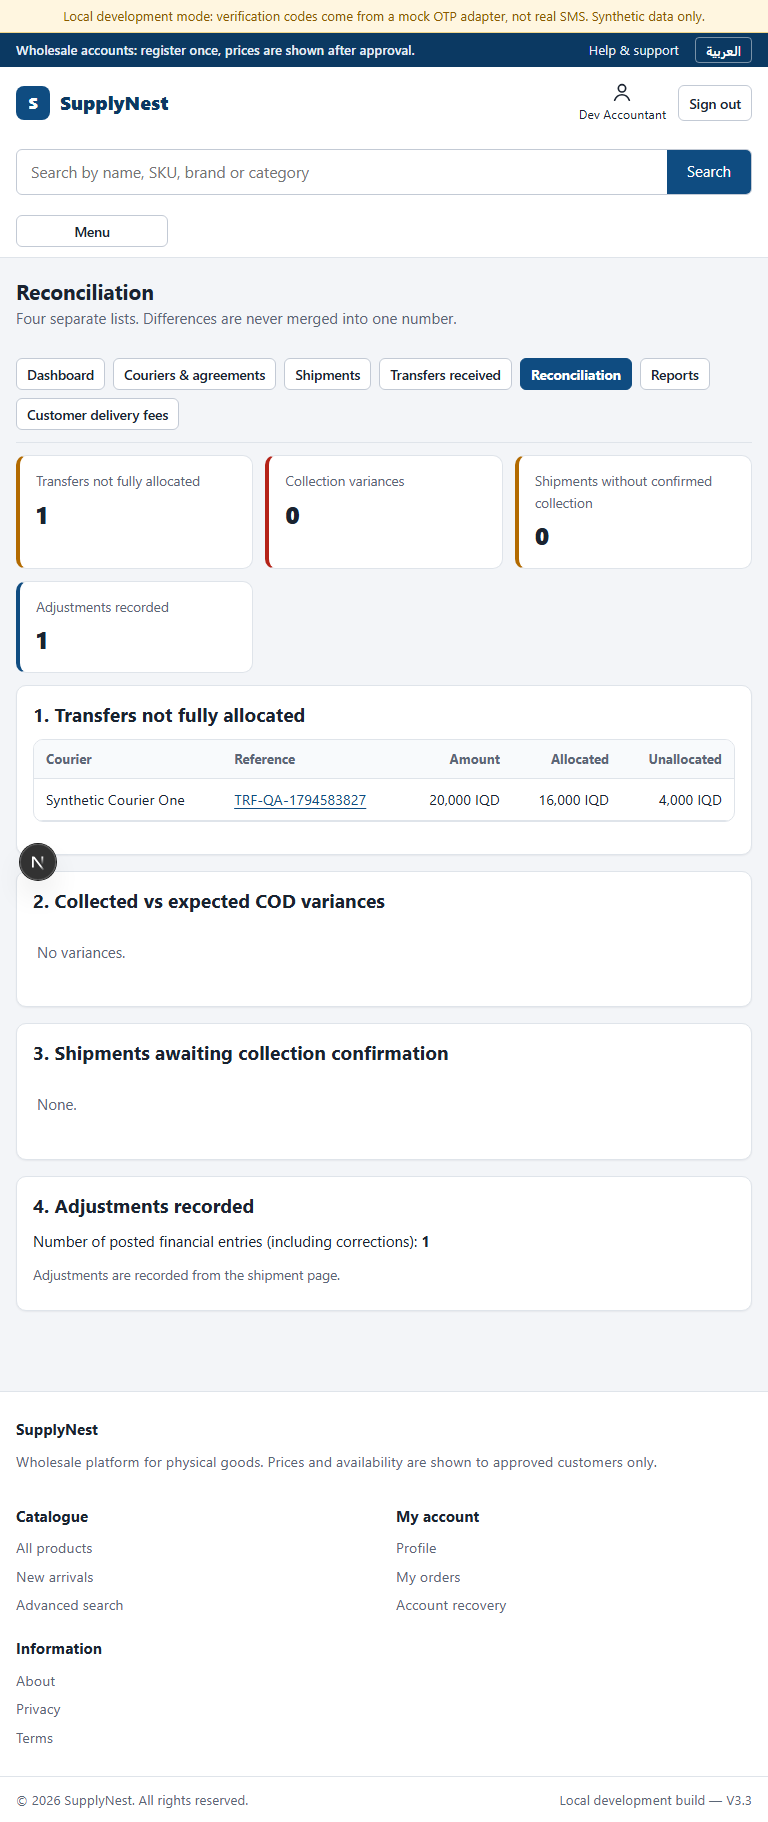 Local development mode: verification codes come from a mock OTP adapter, not real SMS. Synthetic data only.
Wholesale accounts: register once, prices are shown after approval.
Help & support
العربية
S
SupplyNest
Dev Accountant
Sign out
Search by name, SKU, brand or category
Search
Menu
Reconciliation
Four separate lists. Differences are never merged into one number.
Dashboard
Couriers & agreements
Shipments
Transfers received
Reconciliation
Reports
Customer delivery fees
Transfers not fully allocated
1
Collection variances
0
Shipments without confirmed
collection
0
Adjustments recorded
1
1. Transfers not fully allocated
Courier Reference Amount Allocated Unallocated
Synthetic Courier One TRF-QA-1794583827 20,000 IQD 16,000 IQD 4,000 IQD
N
2. Collected vs expected COD variances
No variances.
3. Shipments awaiting collection confirmation
None.
4. Adjustments recorded
Number of posted financial entries (including corrections): 1
Adjustments are recorded from the shipment page.
SupplyNest
Wholesale platform for physical goods. Prices and availability are shown to approved customers only.
Catalogue
All products
New arrivals
Advanced search
My account
Profile
My orders
Account recovery
Information
About
Privacy
Terms
© 2026 SupplyNest. All rights reserved.
Local development build — V3.3